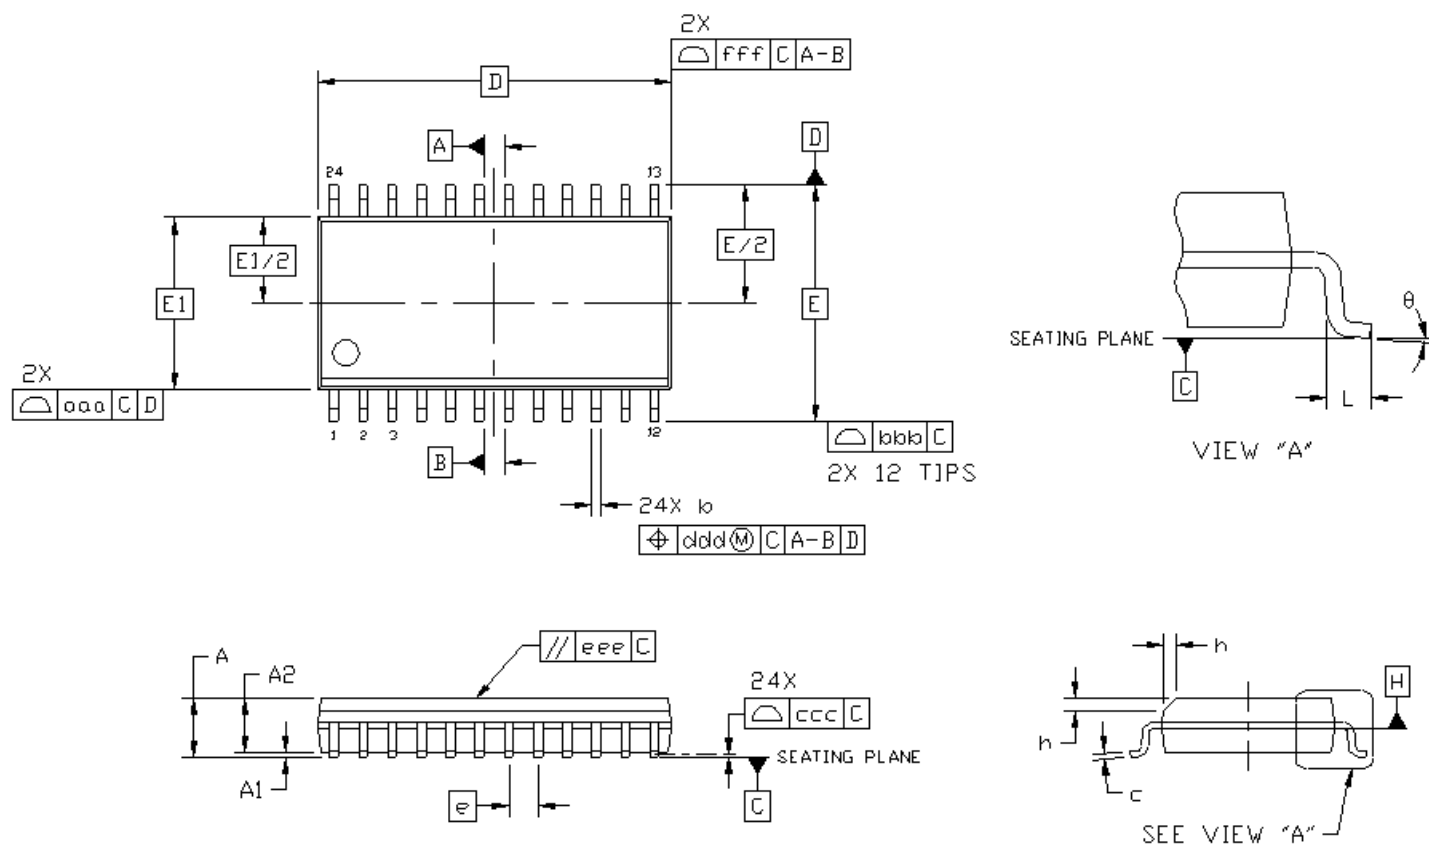 2X
⌓ fff C A-B
D
A
D
24
13
E1/2
E/2
E1
E
2X
⌓ aaa C D
1 2 3
12
B
⌓ bbb C
2X 12 TIPS
24X b
⌖ ddd Ⓜ C A-B D
θ
SEATING PLANE
C
L
VIEW "A"
// eee C
A
A2
24X
⌓ ccc C
SEATING PLANE
A1
e
C
h
H
h
c
SEE VIEW "A"